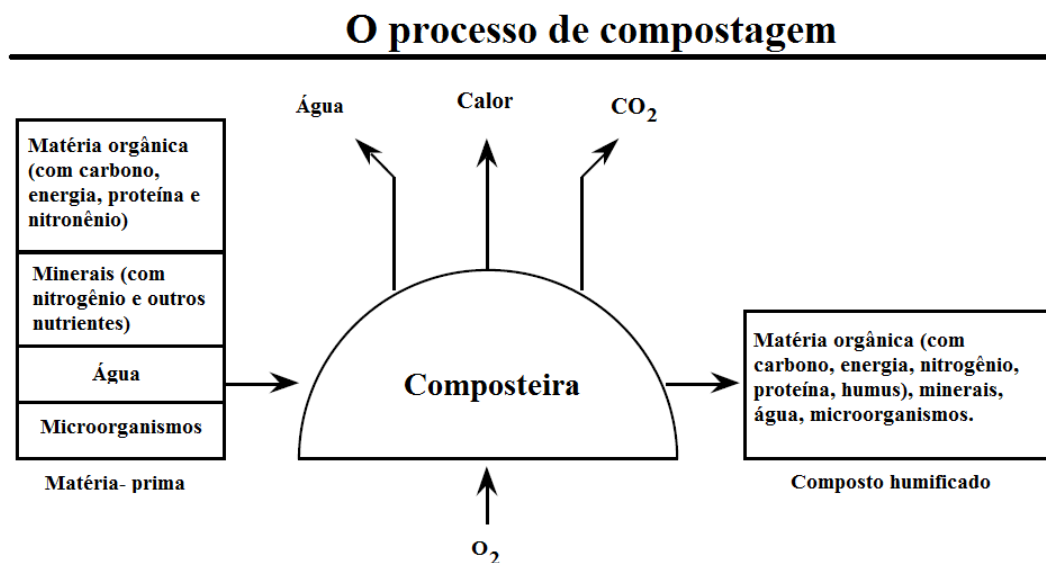 O processo de compostagem
Água
Calor
CO2
Matéria orgânica
(com carbono,
energia, proteína e
nitronênio)
Minerais (com
nitrogênio e outros
nutrientes)
Água
Microorganismos
Matéria- prima
Composteira
O2
Matéria orgânica (com
carbono, energia, nitrogênio,
proteína, humus), minerais,
água, microorganismos.
Composto humificado